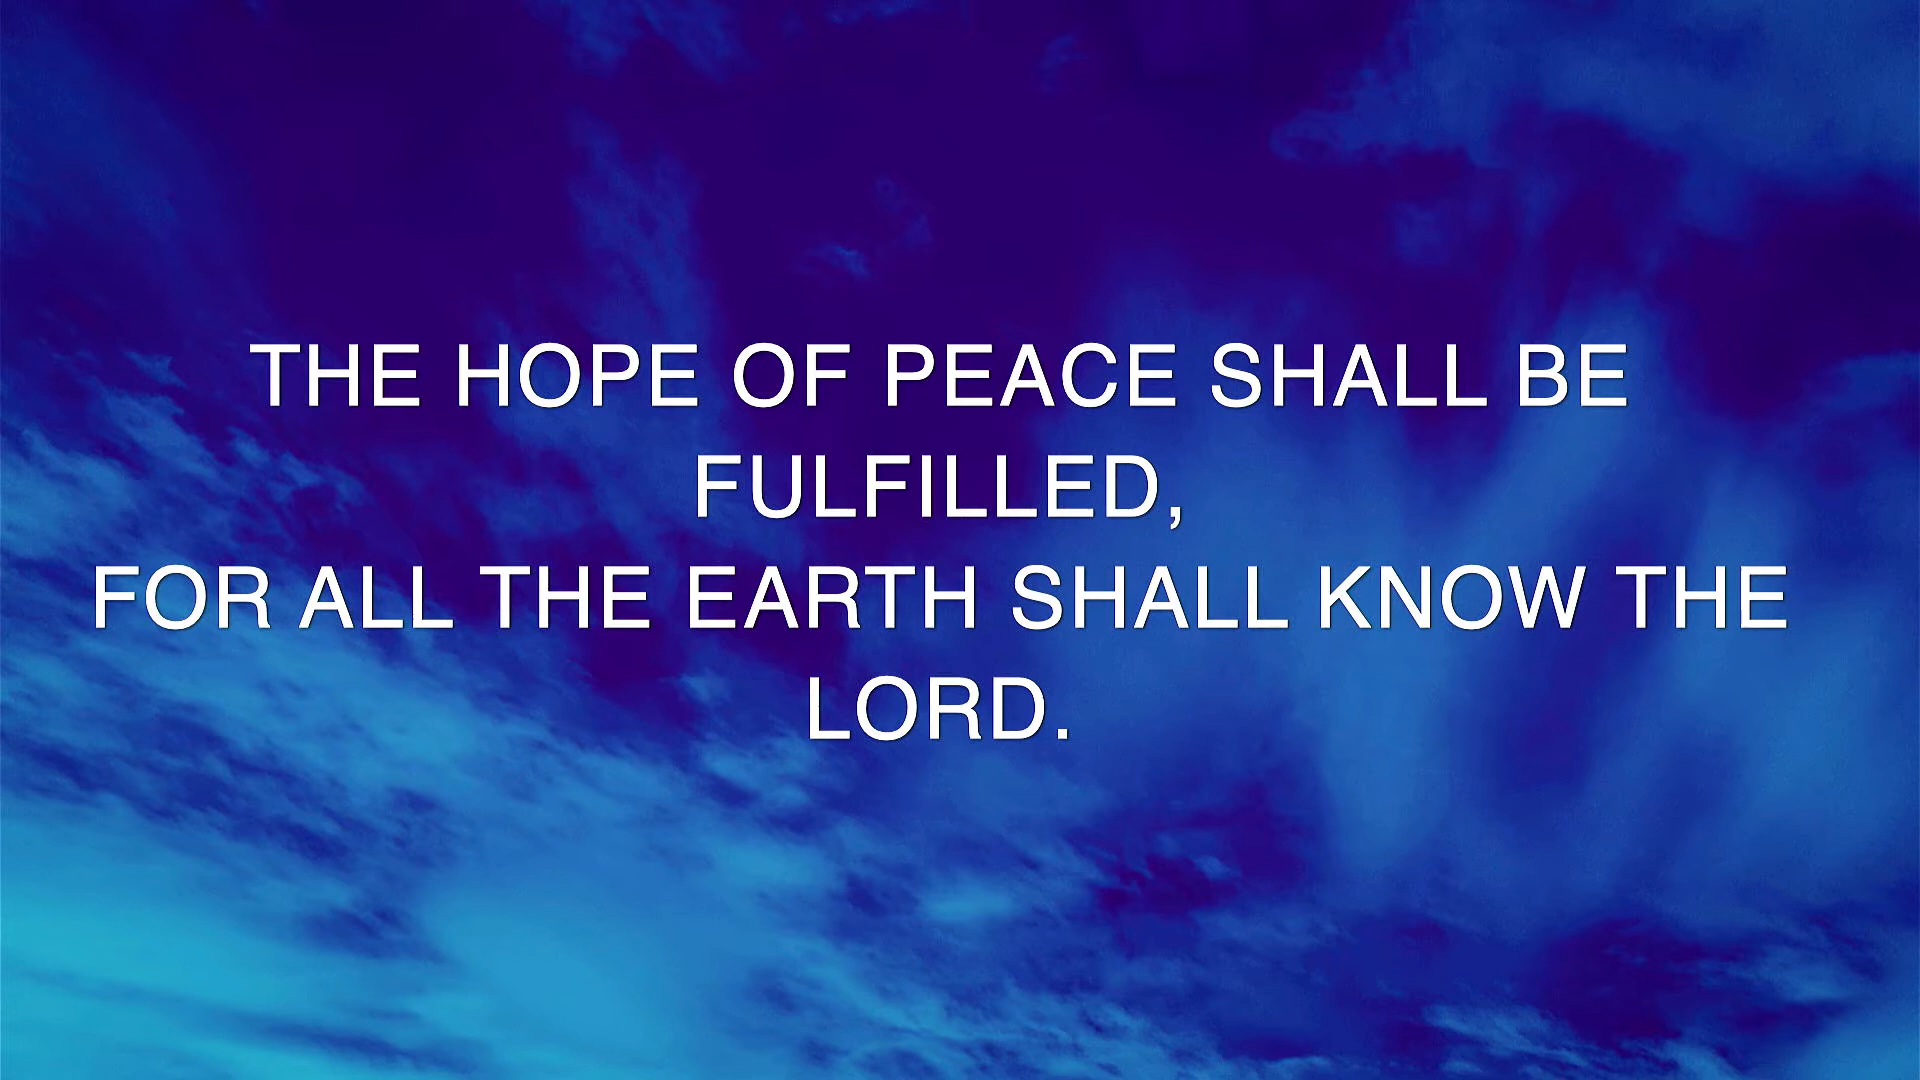 THE HOPE OF PEACE SHALL BE
FULFILLED,
FOR ALL THE EARTH SHALL KNOW THE
LORD.